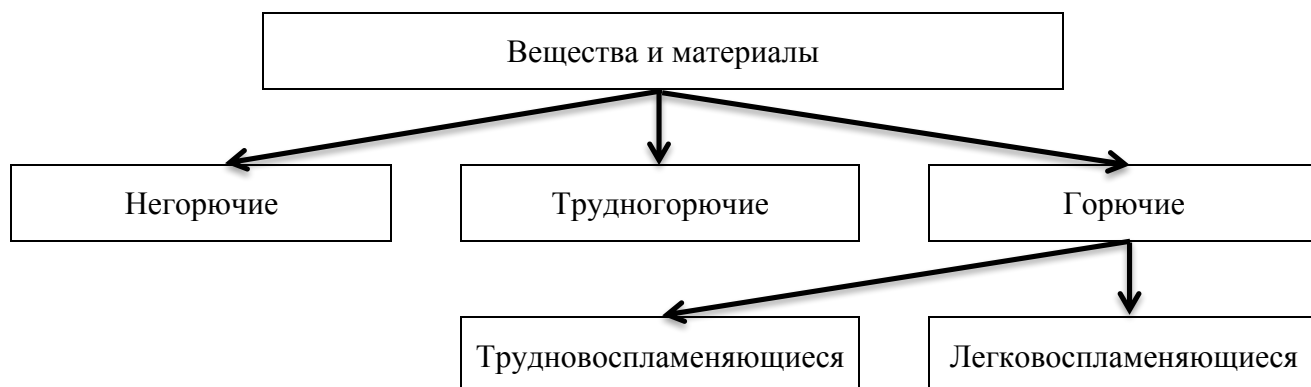 Вещества и материалы
Негорючие
Трудногорючие
Горючие
Трудновоспламеняющиеся
Легковоспламеняющиеся